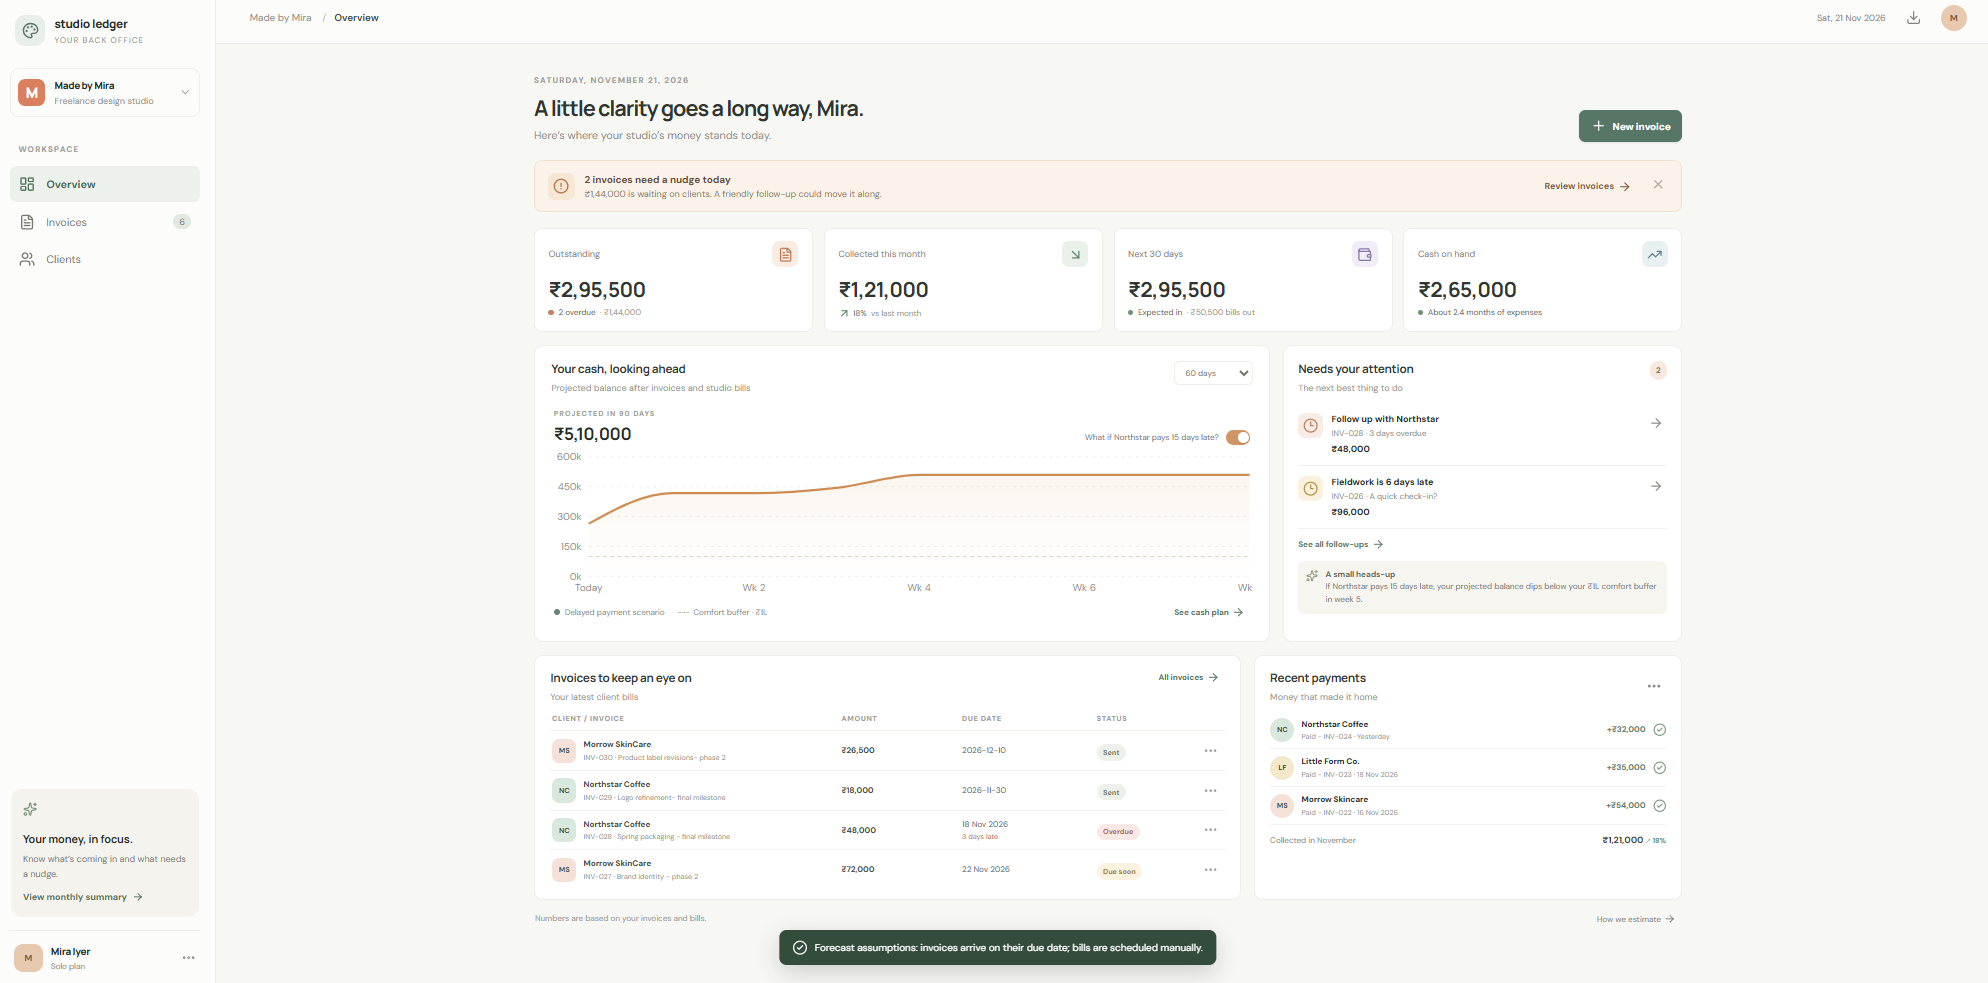 studio ledger
YOUR BACK OFFICE
M
Made by Mira
Freelance design studio
WORKSPACE
Overview
Invoices
6
Clients
Your money, in focus.
Know what's coming in and what needs
a nudge.
View monthly summary
M
Mira Iyer
Solo plan
Made by Mira / Overview
Sat, 21 Nov 2026
M
SATURDAY, NOVEMBER 21, 2026
A little clarity goes a long way, Mira.
Here's where your studio's money stands today.
New invoice
2 invoices need a nudge today
₹1,44,000 is waiting on clients. A friendly follow-up could move it along.
Review invoices
Outstanding
₹2,95,500
2 overdue · ₹1,44,000
Collected this month
₹1,21,000
18% vs last month
Next 30 days
₹2,95,500
Expected in · ₹50,500 bills out
Cash on hand
₹2,65,000
About 2.4 months of expenses
Your cash, looking ahead
Projected balance after invoices and studio bills
60 days
PROJECTED IN 90 DAYS
₹5,10,000
What if Northstar pays 15 days late?
600k
450k
300k
150k
0k
Today Wk 2 Wk 4 Wk 6 Wk
Delayed payment scenario
Comfort buffer · ₹1L
See cash plan
Needs your attention
2
The next best thing to do
Follow up with Northstar
INV-028 · 3 days overdue
₹48,000
Fieldwork is 6 days late
INV-026 · A quick check-in?
₹96,000
See all follow-ups
A small heads-up
If Northstar pays 15 days late, your projected balance dips below your ₹1L comfort buffer
in week 5.
Invoices to keep an eye on
All invoices
Your latest client bills
CLIENT / INVOICE AMOUNT DUE DATE STATUS
MS
Morrow SkinCare
INV-030 · Product label revisions- phase 2
₹26,500
2026-12-10
Sent
NC
Northstar Coffee
INV-029 · Logo refinement- final milestone
₹18,000
2026-11-30
Sent
NC
Northstar Coffee
INV-028 · Spring packaging - final milestone
₹48,000
18 Nov 2026
3 days late
Overdue
MS
Morrow SkinCare
INV-027 · Brand identity - phase 2
₹72,000
22 Nov 2026
Due soon
Recent payments
Money that made it home
NC
Northstar Coffee
Paid - INV-024 · Yesterday
+₹32,000
LF
Little Form Co.
Paid - INV-023 · 18 Nov 2026
+₹35,000
MS
Morrow Skincare
Paid - INV-022 · 16 Nov 2026
+₹54,000
Collected in November
₹1,21,000 ↗ 18%
Numbers are based on your invoices and bills.
How we estimate
Forecast assumptions: invoices arrive on their due date; bills are scheduled manually.